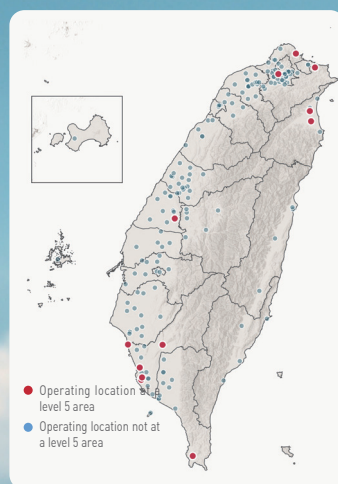 Operating location at a
level 5 area
Operating location not at
a level 5 area